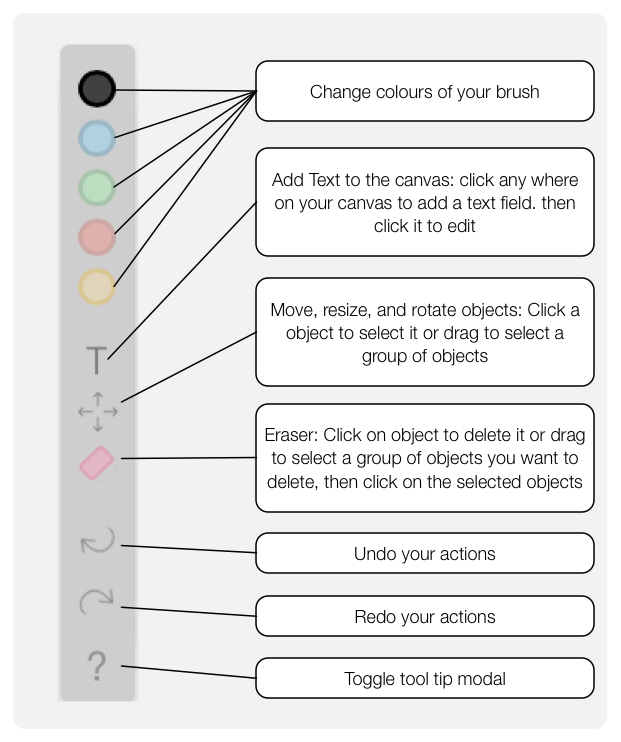 Change colours of your brush
Add Text to the canvas: click any where
on your canvas to add a text field. then
click it to edit
T
Move, resize, and rotate objects: Click a
object to select it or drag to select a
group of objects
Eraser: Click on object to delete it or drag
to select a group of objects you want to
delete, then click on the selected objects
Undo your actions
Redo your actions
?
Toggle tool tip modal